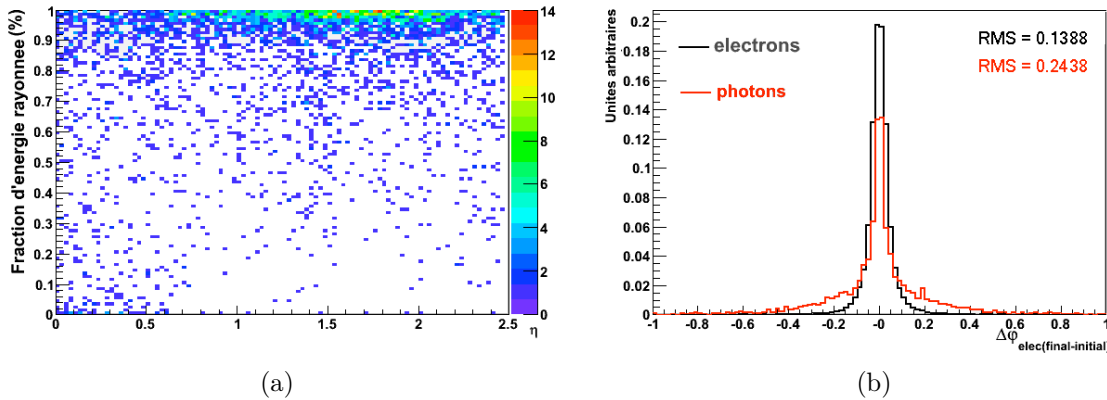 Fraction d'energie rayonnee (%)
1
0.9
0.8
0.7
0.6
0.5
0.4
0.3
0.2
0.1
0
0 0.5 1 1.5 2 2.5
η
14
12
10
8
6
4
2
0
(a)
Unites arbitraires
0.2
0.18
0.16
0.14
0.12
0.1
0.08
0.06
0.04
0.02
0
electrons
photons
RMS = 0.1388
RMS = 0.2438
-1 -0.8 -0.6 -0.4 -0.2 -0 0.2 0.4 0.6 0.8 1
Δφelec(final-initial)
(b)